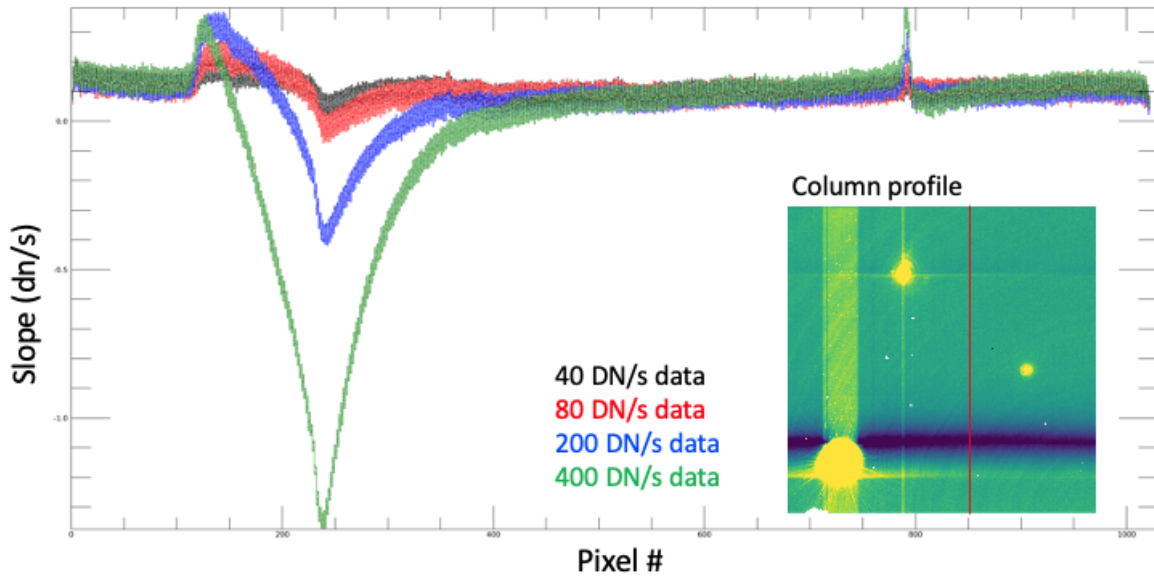 0.0
-0.5
-1.0
Slope (dn/s)
0
200
400
600
800
1000
Pixel #
Column profile
40 DN/s data
80 DN/s data
200 DN/s data
400 DN/s data